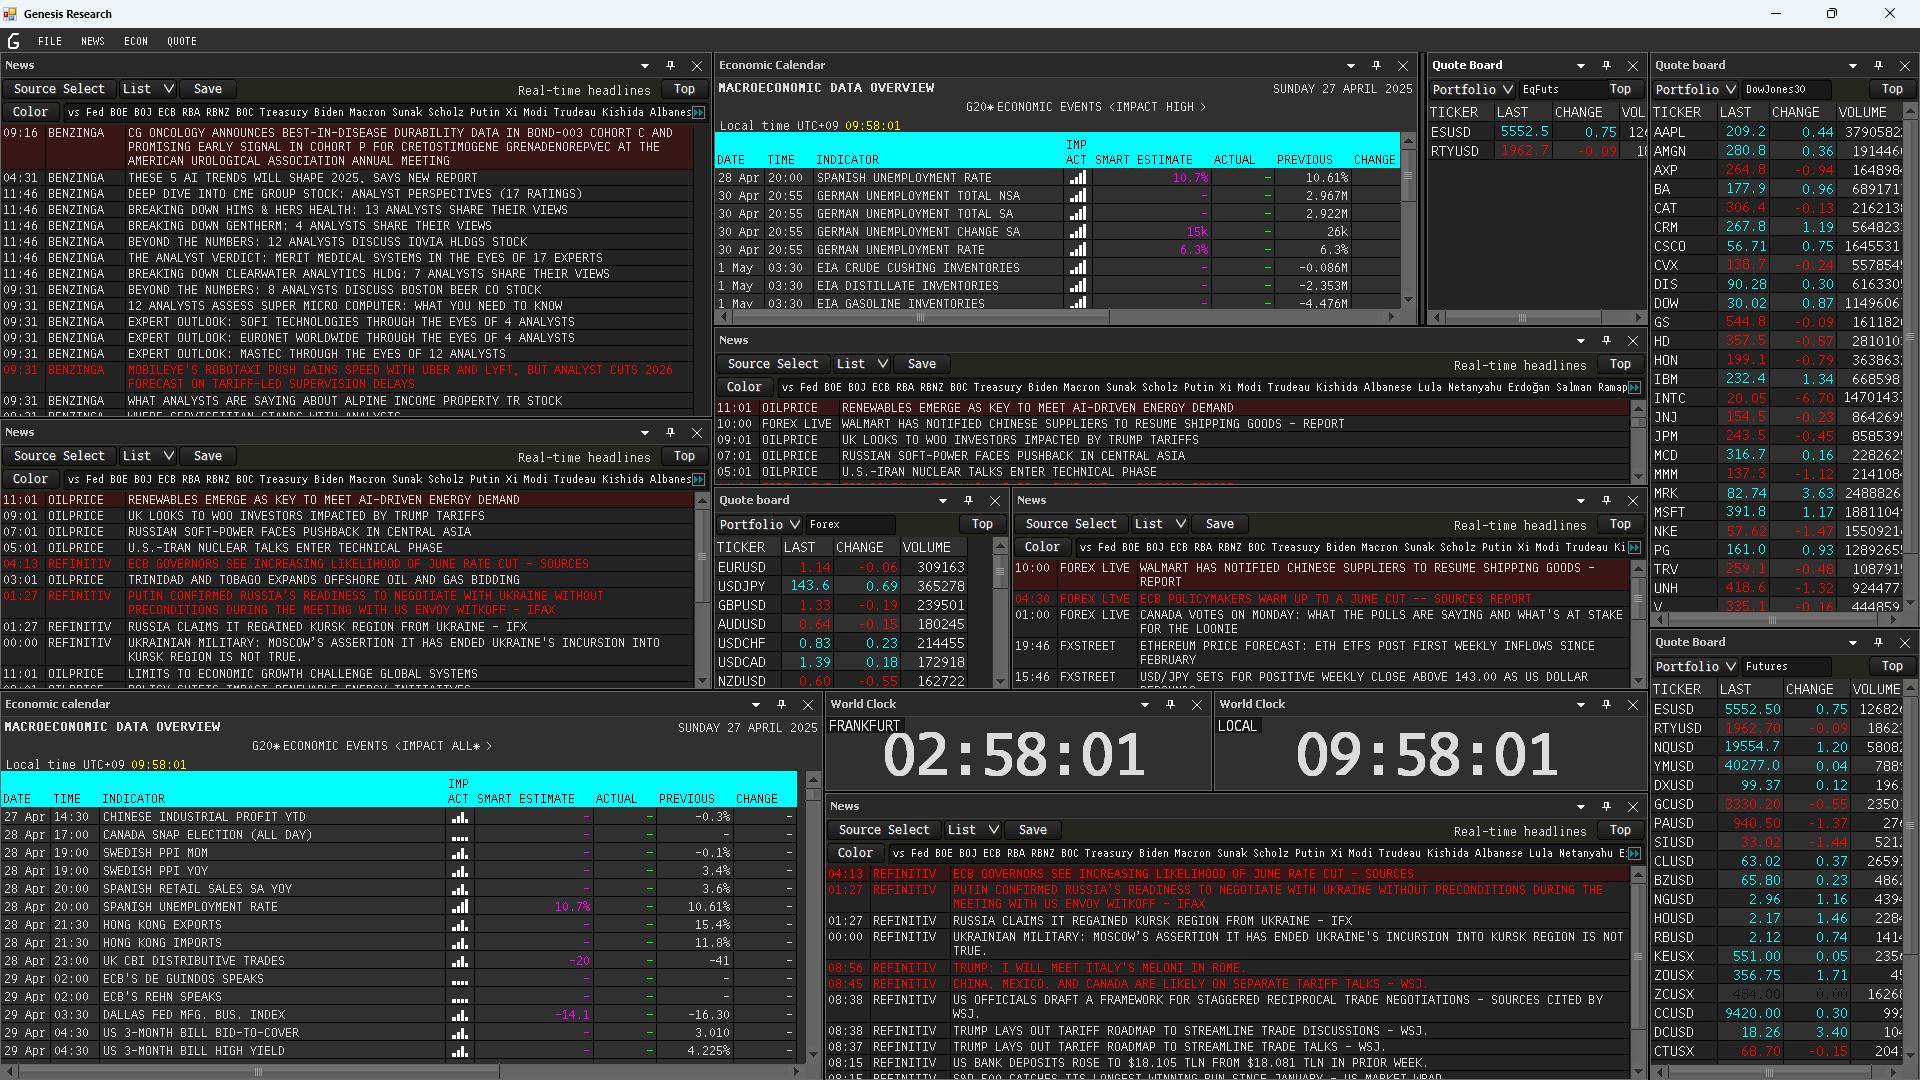 Genesis Research
FILE NEWS ECON QUOTE
News
Source Select List Save Real-time headlines Top
Color vs Fed BOE BOJ ECB RBA RBNZ BOC Treasury Biden Macron Sunak Scholz Putin Xi Modi Trudeau Kishida Albanes
09:16 BENZINGA CG ONCOLOGY ANNOUNCES BEST-IN-DISEASE DURABILITY DATA IN BOND-003 COHORT C AND
PROMISING EARLY SIGNAL IN COHORT P FOR CRETOSTIMOGENE GRENADENOREPVEC AT THE
AMERICAN UROLOGICAL ASSOCIATION ANNUAL MEETING
04:31 BENZINGA THESE 5 AI TRENDS WILL SHAPE 2025, SAYS NEW REPORT
11:46 BENZINGA DEEP DIVE INTO CME GROUP STOCK: ANALYST PERSPECTIVES (17 RATINGS)
11:46 BENZINGA BREAKING DOWN HIMS & HERS HEALTH: 13 ANALYSTS SHARE THEIR VIEWS
11:46 BENZINGA BREAKING DOWN GENTHERM: 4 ANALYSTS SHARE THEIR VIEWS
11:46 BENZINGA BEYOND THE NUMBERS: 12 ANALYSTS DISCUSS IQVIA HLDGS STOCK
11:46 BENZINGA THE ANALYST VERDICT: MERIT MEDICAL SYSTEMS IN THE EYES OF 17 EXPERTS
11:46 BENZINGA BREAKING DOWN CLEARWATER ANALYTICS HLDG: 7 ANALYSTS SHARE THEIR VIEWS
09:31 BENZINGA BEYOND THE NUMBERS: 8 ANALYSTS DISCUSS BOSTON BEER CO STOCK
09:31 BENZINGA 12 ANALYSTS ASSESS SUPER MICRO COMPUTER: WHAT YOU NEED TO KNOW
09:31 BENZINGA EXPERT OUTLOOK: SOFI TECHNOLOGIES THROUGH THE EYES OF 4 ANALYSTS
09:31 BENZINGA EXPERT OUTLOOK: EURONET WORLDWIDE THROUGH THE EYES OF 4 ANALYSTS
09:31 BENZINGA EXPERT OUTLOOK: MASTEC THROUGH THE EYES OF 12 ANALYSTS
09:31 BENZINGA MOBILEYE'S ROBOTAXI PUSH GAINS SPEED WITH UBER AND LYFT, BUT ANALYST CUTS 2026
FORECAST ON TARIFF-LED SUPERVISION DELAYS
09:31 BENZINGA WHAT ANALYSTS ARE SAYING ABOUT ALPINE INCOME PROPERTY TR STOCK
News
Source Select List Save Real-time headlines Top
Color vs Fed BOE BOJ ECB RBA RBNZ BOC Treasury Biden Macron Sunak Scholz Putin Xi Modi Trudeau Kishida Albanes
11:01 OILPRICE RENEWABLES EMERGE AS KEY TO MEET AI-DRIVEN ENERGY DEMAND
09:01 OILPRICE UK LOOKS TO WOO INVESTORS IMPACTED BY TRUMP TARIFFS
07:01 OILPRICE RUSSIAN SOFT-POWER FACES PUSHBACK IN CENTRAL ASIA
05:01 OILPRICE U.S.-IRAN NUCLEAR TALKS ENTER TECHNICAL PHASE
04:13 REFINITIV ECB GOVERNORS SEE INCREASING LIKELIHOOD OF JUNE RATE CUT - SOURCES
03:01 OILPRICE TRINIDAD AND TOBAGO EXPANDS OFFSHORE OIL AND GAS BIDDING
01:27 REFINITIV PUTIN CONFIRMED RUSSIA'S READINESS TO NEGOTIATE WITH UKRAINE WITHOUT
PRECONDITIONS DURING THE MEETING WITH US ENVOY WITKOFF - IFAX
01:27 REFINITIV RUSSIA CLAIMS IT REGAINED KURSK REGION FROM UKRAINE - IFX
00:00 REFINITIV UKRAINIAN MILITARY: MOSCOW'S ASSERTION IT HAS ENDED UKRAINE'S INCURSION INTO
KURSK REGION IS NOT TRUE.
11:01 OILPRICE LIMITS TO ECONOMIC GROWTH CHALLENGE GLOBAL SYSTEMS
Economic calendar
MACROECONOMIC DATA OVERVIEW SUNDAY 27 APRIL 2025
G20* ECONOMIC EVENTS <IMPACT ALL* >
Local time UTC+09 09:58:01
DATE TIME INDICATOR IMP ACT SMART ESTIMATE ACTUAL PREVIOUS CHANGE
27 Apr 14:30 CHINESE INDUSTRIAL PROFIT YTD - - -0.3% -
28 Apr 17:00 CANADA SNAP ELECTION (ALL DAY) - - - -
28 Apr 19:00 SWEDISH PPI MOM - - -0.1% -
28 Apr 19:00 SWEDISH PPI YOY - - 3.4% -
28 Apr 20:00 SPANISH RETAIL SALES SA YOY - - 3.6% -
28 Apr 20:00 SPANISH UNEMPLOYMENT RATE 10.7% - 10.61% -
28 Apr 21:30 HONG KONG EXPORTS - - 15.4% -
28 Apr 21:30 HONG KONG IMPORTS - - 11.8% -
28 Apr 23:00 UK CBI DISTRIBUTIVE TRADES -20 - -41 -
29 Apr 02:00 ECB'S DE GUINDOS SPEAKS - - - -
29 Apr 02:00 ECB'S REHN SPEAKS - - - -
29 Apr 03:30 DALLAS FED MFG. BUS. INDEX -14.1 - -16.30 -
29 Apr 04:30 US 3-MONTH BILL BID-TO-COVER - - 3.010 -
29 Apr 04:30 US 3-MONTH BILL HIGH YIELD - - 4.225% -
Economic Calendar
MACROECONOMIC DATA OVERVIEW SUNDAY 27 APRIL 2025
G20* ECONOMIC EVENTS <IMPACT HIGH >
Local time UTC+09 09:58:01
DATE TIME INDICATOR IMP ACT SMART ESTIMATE ACTUAL PREVIOUS CHANGE
28 Apr 20:00 SPANISH UNEMPLOYMENT RATE 10.7% - 10.61%
30 Apr 20:55 GERMAN UNEMPLOYMENT TOTAL NSA - - 2.967M
30 Apr 20:55 GERMAN UNEMPLOYMENT TOTAL SA - - 2.922M
30 Apr 20:55 GERMAN UNEMPLOYMENT CHANGE SA 15k - 26k
30 Apr 20:55 GERMAN UNEMPLOYMENT RATE 6.3% - 6.3%
1 May 03:30 EIA CRUDE CUSHING INVENTORIES - - -0.086M
1 May 03:30 EIA DISTILLATE INVENTORIES - - -2.353M
1 May 03:30 EIA GASOLINE INVENTORIES - - -4.476M
News
Source Select List Save Real-time headlines Top
Color vs Fed BOE BOJ ECB RBA RBNZ BOC Treasury Biden Macron Sunak Scholz Putin Xi Modi Trudeau Kishida Albanese Lula Netanyahu Erdoğan Salman Ramap
11:01 OILPRICE RENEWABLES EMERGE AS KEY TO MEET AI-DRIVEN ENERGY DEMAND
10:00 FOREX LIVE WALMART HAS NOTIFIED CHINESE SUPPLIERS TO RESUME SHIPPING GOODS - REPORT
09:01 OILPRICE UK LOOKS TO WOO INVESTORS IMPACTED BY TRUMP TARIFFS
07:01 OILPRICE RUSSIAN SOFT-POWER FACES PUSHBACK IN CENTRAL ASIA
05:01 OILPRICE U.S.-IRAN NUCLEAR TALKS ENTER TECHNICAL PHASE
Quote board
Portfolio Forex Top
TICKER LAST CHANGE VOLUME
EURUSD 1.14 -0.06 309163
USDJPY 143.6 0.69 365278
GBPUSD 1.33 -0.19 239501
AUDUSD 0.64 -0.15 180245
USDCHF 0.83 0.23 214455
USDCAD 1.39 0.18 172918
NZDUSD 0.60 -0.55 162722
News
Source Select List Save Real-time headlines Top
Color vs Fed BOE BOJ ECB RBA RBNZ BOC Treasury Biden Macron Sunak Scholz Putin Xi Modi Trudeau Ki
10:00 FOREX LIVE WALMART HAS NOTIFIED CHINESE SUPPLIERS TO RESUME SHIPPING GOODS -
REPORT
04:30 FOREX LIVE ECB POLICYMAKERS WARM UP TO A JUNE CUT -- SOURCES REPORT
01:00 FOREX LIVE CANADA VOTES ON MONDAY: WHAT THE POLLS ARE SAYING AND WHAT'S AT STAKE
FOR THE LOONIE
19:46 FXSTREET ETHEREUM PRICE FORECAST: ETH ETFS POST FIRST WEEKLY INFLOWS SINCE
FEBRUARY
15:46 FXSTREET USD/JPY SETS FOR POSITIVE WEEKLY CLOSE ABOVE 143.00 AS US DOLLAR
World Clock
FRANKFURT
02:58:01
World Clock
LOCAL
09:58:01
News
Source Select List Save Real-time headlines Top
Color vs Fed BOE BOJ ECB RBA RBNZ BOC Treasury Biden Macron Sunak Scholz Putin Xi Modi Trudeau Kishida Albanese Lula Netanyahu E
04:13 REFINITIV ECB GOVERNORS SEE INCREASING LIKELIHOOD OF JUNE RATE CUT - SOURCES
01:27 REFINITIV PUTIN CONFIRMED RUSSIA'S READINESS TO NEGOTIATE WITH UKRAINE WITHOUT PRECONDITIONS DURING THE
MEETING WITH US ENVOY WITKOFF - IFAX
01:27 REFINITIV RUSSIA CLAIMS IT REGAINED KURSK REGION FROM UKRAINE - IFX
00:00 REFINITIV UKRAINIAN MILITARY: MOSCOW'S ASSERTION IT HAS ENDED UKRAINE'S INCURSION INTO KURSK REGION IS NOT
TRUE.
08:56 REFINITIV TRUMP: I WILL MEET ITALY'S MELONI IN ROME.
08:45 REFINITIV CHINA, MEXICO, AND CANADA ARE LIKELY ON SEPARATE TARIFF TALKS - WSJ.
08:38 REFINITIV US OFFICIALS DRAFT A FRAMEWORK FOR STAGGERED RECIPROCAL TRADE NEGOTIATIONS - SOURCES CITED BY
WSJ.
08:38 REFINITIV TRUMP LAYS OUT TARIFF ROADMAP TO STREAMLINE TRADE DISCUSSIONS - WSJ.
08:37 REFINITIV TRUMP LAYS OUT TARIFF ROADMAP TO STREAMLINE TRADE TALKS - WSJ.
08:15 REFINITIV US BANK DEPOSITS ROSE TO $18.105 TLN FROM $18.081 TLN IN PRIOR WEEK.
Quote Board
Portfolio EqFuts Top
TICKER LAST CHANGE VOL
ESUSD 5552.5 0.75 126
RTYUSD 1962.7 -0.09 18
Quote board
Portfolio DowJones30 Top
TICKER LAST CHANGE VOLUME
AAPL 209.2 0.44 3790582
AMGN 280.8 0.36 191446
AXP 264.8 -0.94 164898
BA 177.9 0.96 689171
CAT 306.4 -0.13 216213
CRM 267.8 1.19 564823
CSCO 56.71 0.75 1645531
CVX 138.7 -0.24 557854
DIS 90.28 0.30 616330
DOW 30.02 0.87 1149606
GS 544.8 -0.09 161182
HD 357.5 -0.57 281010
HON 199.1 -0.79 363863
IBM 232.4 1.34 668598
INTC 20.05 -6.70 1470143
JNJ 154.5 -0.23 864269
JPM 243.5 -0.45 858539
MCD 316.7 0.16 228262
MMM 137.3 -1.12 214108
MRK 82.74 3.63 2488826
MSFT 391.8 1.17 1881104
NKE 57.62 -1.47 1550921
PG 161.0 0.93 1289265
TRV 259.1 -0.48 108791
UNH 418.6 -1.32 924477
V 335.1 -0.16 444859
Quote Board
Portfolio Futures Top
TICKER LAST CHANGE VOLUME
ESUSD 5552.50 0.75 12682
RTYUSD 1962.70 -0.09 1862
NQUSD 19554.7 1.20 5808
YMUSD 40277.0 0.04 788
DXUSD 99.37 0.12 196
GCUSD 3330.20 -0.55 2350
PAUSD 940.50 -1.37 27
SIUSD 33.02 -1.44 521
CLUSD 63.02 0.37 2659
BZUSD 65.80 0.23 486
NGUSD 2.96 1.16 439
HOUSD 2.17 1.46 228
RBUSD 2.12 0.74 141
KEUSX 551.00 0.05 235
ZOUSX 356.75 1.71 4
ZCUSX 484.00 0.00 1626
CCUSD 9420.00 0.30 99
DCUSD 18.26 3.40 10
CTUSX 68.70 -0.15 204